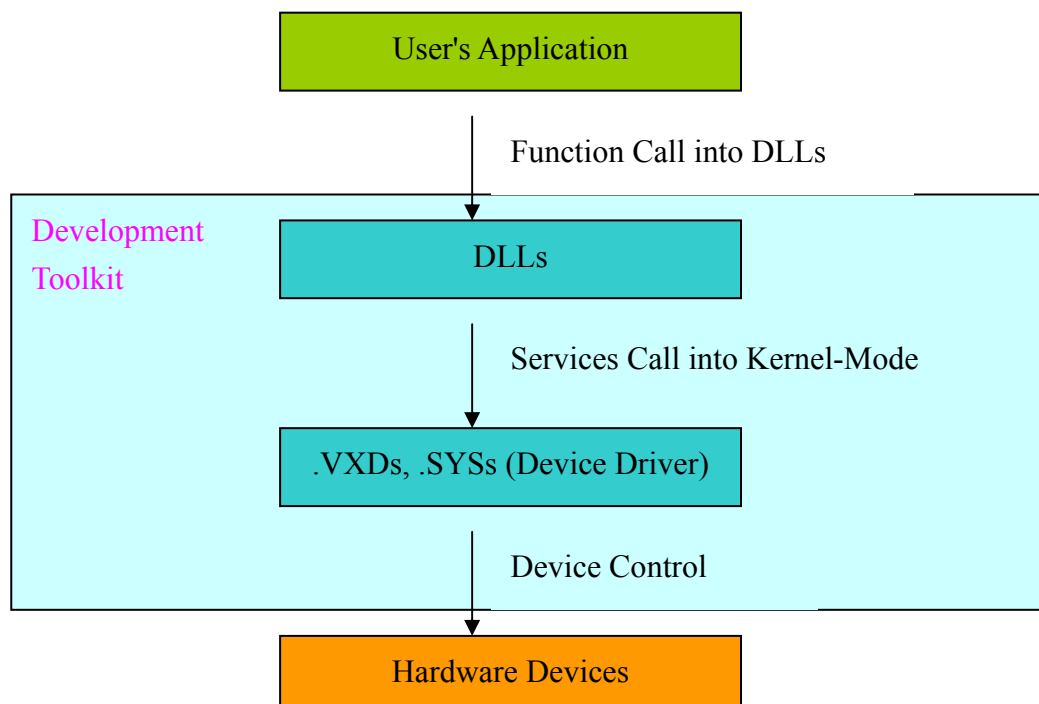 User's Application
Function Call into DLLs
Development
Toolkit
DLLs
Services Call into Kernel-Mode
.VXDs, .SYSs (Device Driver)
Device Control
Hardware Devices